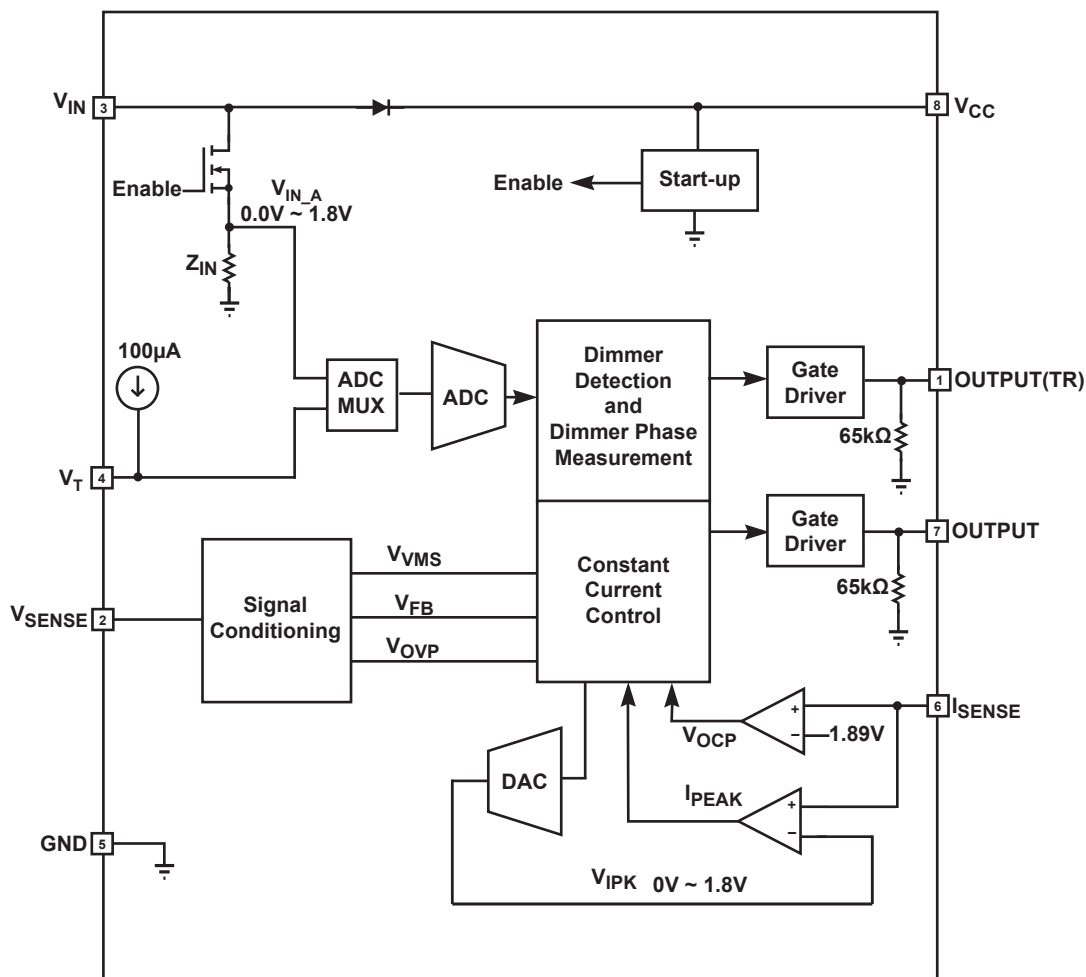 VIN
3
8
VCC
Enable
VIN_A
0.0V ~ 1.8V
Enable
Start-up
ZIN
100µA
ADC
MUX
ADC
Dimmer
Detection
and
Dimmer Phase
Measurement
Gate
Driver
1
OUTPUT(TR)
65kΩ
VT
4
Gate
Driver
7
OUTPUT
65kΩ
VSENSE
2
Signal
Conditioning
VVMS
VFB
VOVP
Constant
Current
Control
6
ISENSE
VOCP
+
–
1.89V
DAC
IPEAK
+
–
GND
5
VIPK 0V ~ 1.8V